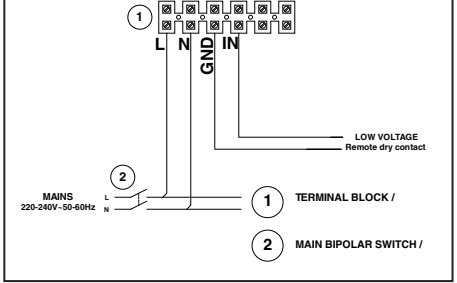 1
L N GND IN
LOW VOLTAGE
Remote dry contact
2
MAINS
220-240V~50-60Hz
L
N
1 TERMINAL BLOCK /
2 MAIN BIPOLAR SWITCH /